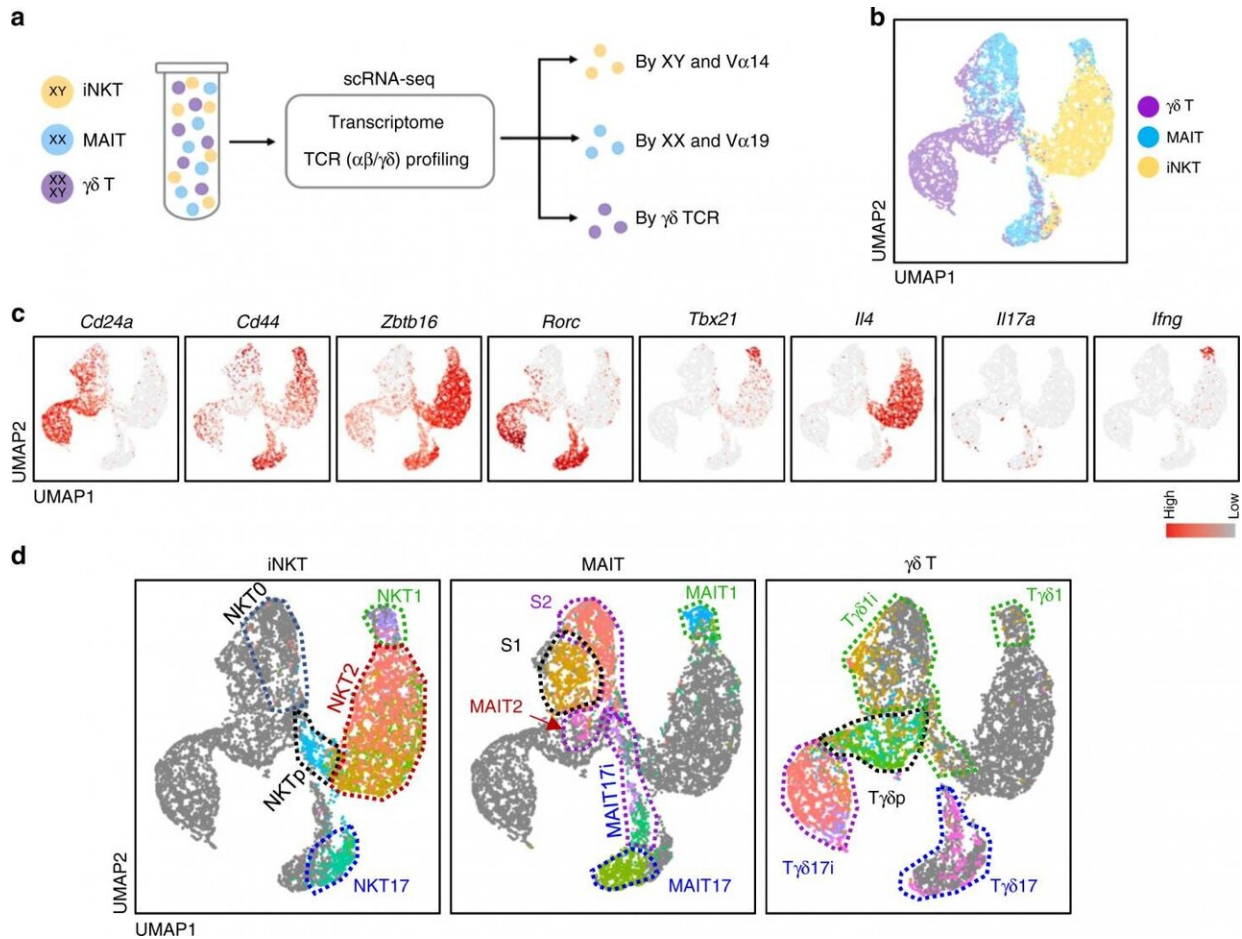 a
XY iNKT
XX MAIT
XX
XY γδ T
scRNA-seq
Transcriptome
TCR (αβ/γδ) profiling
By XY and Vα14
By XX and Vα19
By γδ TCR
b
γδ T
MAIT
iNKT
UMAP2
UMAP1
c
Cd24a Cd44 Zbtb16 Rorc Tbx21 Il4 Il17a Ifng
UMAP2
UMAP1
High Low
d
iNKT
NKT0
NKT1
NKT2
NKTp
NKT17
MAIT
S2
S1
MAIT1
MAIT2
MAIT17i
MAIT17
γδ T
Tγδ1i
Tγδ1
Tγδp
Tγδ17i
Tγδ17
UMAP2
UMAP1